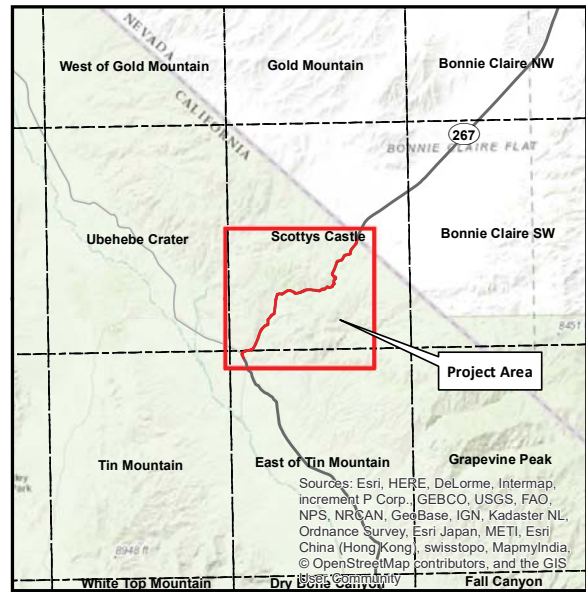 NEVADA
West of Gold Mountain
Gold Mountain
Bonnie Claire NW
CALIFORNIA
267
BONNIE CLAIRE FLAT
Ubehebe Crater
Scottys Castle
Bonnie Claire SW
8451
Project Area
Tin Mountain
East of Tin Mountain
Grapevine Peak
Park
8948 ft
Sources: Esri, HERE, DeLorme, Intermap,
increment P Corp., GEBCO, USGS, FAO,
NPS, NRCAN, GeoBase, IGN, Kadaster NL,
Ordnance Survey, Esri Japan, METI, Esri
China (Hong Kong), swisstopo, MapmyIndia,
© OpenStreetMap contributors, and the GIS
User Community
White Top Mountain
Dry Bone Canyon
Fall Canyon